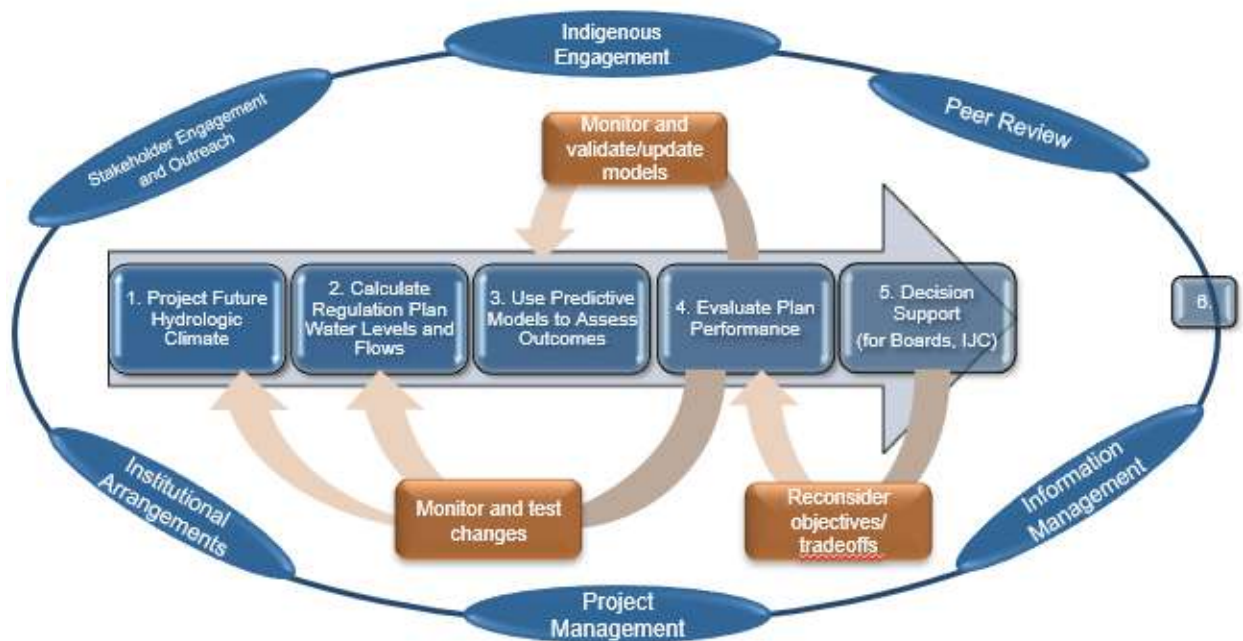 Indigenous
Engagement
Stakeholder Engagement
and Outreach
Peer Review
Monitor and
validate/update
models
1. Project Future
Hydrologic
Climate
2. Calculate
Regulation Plan
Water Levels and
Flows
3. Use Predictive
Models to Assess
Outcomes
4. Evaluate Plan
Performance
5. Decision
Support
(for Boards, IJC)
6.
Institutional
Arrangements
Monitor and test
changes
Reconsider
objectives/
tradeoffs
Information
Management
Project
Management